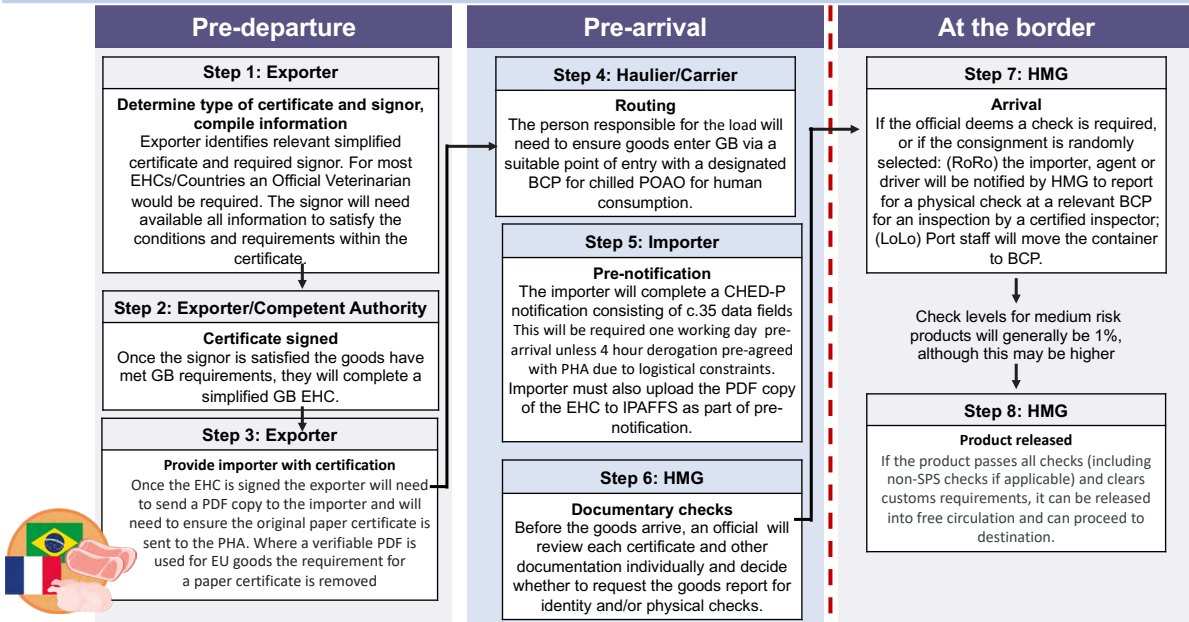 Pre-departure
Step 1: Exporter
Determine type of certificate and signor,
compile information
Exporter identifies relevant simplified
certificate and required signor. For most
EHCs/Countries an Official Veterinarian
would be required. The signor will need
available all information to satisfy the
conditions and requirements within the
certificate.
Step 2: Exporter/Competent Authority
Certificate signed
Once the signor is satisfied the goods have
met GB requirements, they will complete a
simplified GB EHC.
Step 3: Exporter
Provide importer with certification
Once the EHC is signed the exporter will need
to send a PDF copy to the importer and will
need to ensure the original paper certificate is
sent to the PHA. Where a verifiable PDF is
used for EU goods the requirement for
a paper certificate is removed
Pre-arrival
Step 4: Haulier/Carrier
Routing
The person responsible for the load will
need to ensure goods enter GB via a
suitable point of entry with a designated
BCP for chilled POAO for human
consumption.
Step 5: Importer
Pre-notification
The importer will complete a CHED-P
notification consisting of c.35 data fields
This will be required one working day pre-
arrival unless 4 hour derogation pre-agreed
with PHA due to logistical constraints.
Importer must also upload the PDF copy
of the EHC to IPAFFS as part of pre-
notification.
Step 6: HMG
Documentary checks
Before the goods arrive, an official will
review each certificate and other
documentation individually and decide
whether to request the goods report for
identity and/or physical checks.
At the border
Step 7: HMG
Arrival
If the official deems a check is required,
or if the consignment is randomly
selected: (RoRo) the importer, agent or
driver will be notified by HMG to report
for a physical check at a relevant BCP
for an inspection by a certified inspector;
(LoLo) Port staff will move the container
to BCP.
Check levels for medium risk
products will generally be 1%,
although this may be higher
Step 8: HMG
Product released
If the product passes all checks (including
non-SPS checks if applicable) and clears
customs requirements, it can be released
into free circulation and can proceed to
destination.